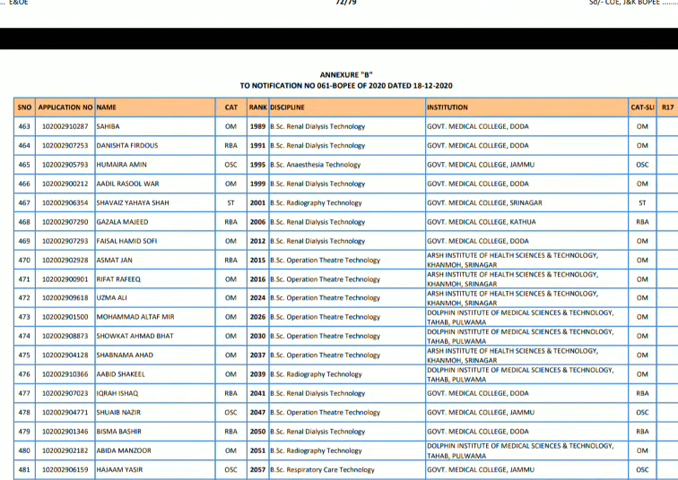 ... E&OE 72/79 Sd/- COE, J&K BOPEE ........
ANNEXURE "B"
TO NOTIFICATION NO 061-BOPEE OF 2020 DATED 18-12-2020
SNO APPLICATION NO NAME CAT RANK DISCIPLINE INSTITUTION CAT-SLI R17
463 102002910287 SAHIBA OM 1989 B.Sc. Renal Dialysis Technology GOVT. MEDICAL COLLEGE, DODA OM
464 102002907253 DANISHTA FIRDOUS RBA 1991 B.Sc. Renal Dialysis Technology GOVT. MEDICAL COLLEGE, DODA OM
465 102002905793 HUMAIRA AMIN OSC 1995 B.Sc. Anaesthesia Technology GOVT. MEDICAL COLLEGE, JAMMU OSC
466 102002900212 AADIL RASOOL WAR OM 1999 B.Sc. Renal Dialysis Technology GOVT. MEDICAL COLLEGE, DODA OM
467 102002906354 SHAVAIZ YAHAYA SHAH ST 2001 B.Sc. Radiography Technology GOVT. MEDICAL COLLEGE, SRINAGAR ST
468 102002907290 GAZALA MAJEED RBA 2006 B.Sc. Renal Dialysis Technology GOVT. MEDICAL COLLEGE, KATHUA RBA
469 102002907293 FAISAL HAMID SOFI OM 2012 B.Sc. Renal Dialysis Technology GOVT. MEDICAL COLLEGE, DODA OM
470 102002902928 ASMAT JAN RBA 2015 B.Sc. Operation Theatre Technology ARSH INSTITUTE OF HEALTH SCIENCES & TECHNOLOGY, OM
KHANMOH, SRINAGAR
471 102002900901 RIFAT RAFEEQ OM 2016 B.Sc. Operation Theatre Technology ARSH INSTITUTE OF HEALTH SCIENCES & TECHNOLOGY, OM
KHANMOH, SRINAGAR
472 102002909618 UZMA ALI OM 2024 B.Sc. Operation Theatre Technology ARSH INSTITUTE OF HEALTH SCIENCES & TECHNOLOGY, OM
KHANMOH, SRINAGAR
473 102002901500 MOHAMMAD ALTAF MIR OM 2026 B.Sc. Operation Theatre Technology DOLPHIN INSTITUTE OF MEDICAL SCIENCES & TECHNOLOGY, OM
TAHAB, PULWAMA
474 102002908873 SHOWKAT AHMAD BHAT OM 2030 B.Sc. Operation Theatre Technology DOLPHIN INSTITUTE OF MEDICAL SCIENCES & TECHNOLOGY, OM
TAHAB, PULWAMA
475 102002904128 SHABNAMA AHAD OM 2037 B.Sc. Operation Theatre Technology ARSH INSTITUTE OF HEALTH SCIENCES & TECHNOLOGY, OM
KHANMOH, SRINAGAR
476 102002910366 AABID SHAKEEL OM 2039 B.Sc. Radiography Technology DOLPHIN INSTITUTE OF MEDICAL SCIENCES & TECHNOLOGY, OM
TAHAB, PULWAMA
477 102002907023 IQRAH ISHAQ RBA 2041 B.Sc. Renal Dialysis Technology GOVT. MEDICAL COLLEGE, DODA RBA
478 102002904771 SHUAIB NAZIR OSC 2047 B.Sc. Operation Theatre Technology GOVT. MEDICAL COLLEGE, JAMMU OSC
479 102002901346 BISMA BASHIR RBA 2050 B.Sc. Renal Dialysis Technology GOVT. MEDICAL COLLEGE, DODA RBA
480 102002902182 ABIDA MANZOOR OM 2051 B.Sc. Radiography Technology DOLPHIN INSTITUTE OF MEDICAL SCIENCES & TECHNOLOGY, OM
TAHAB, PULWAMA
481 102002906159 HAJAAM YASIR OSC 2057 B.Sc. Respiratory Care Technology GOVT. MEDICAL COLLEGE, JAMMU OSC